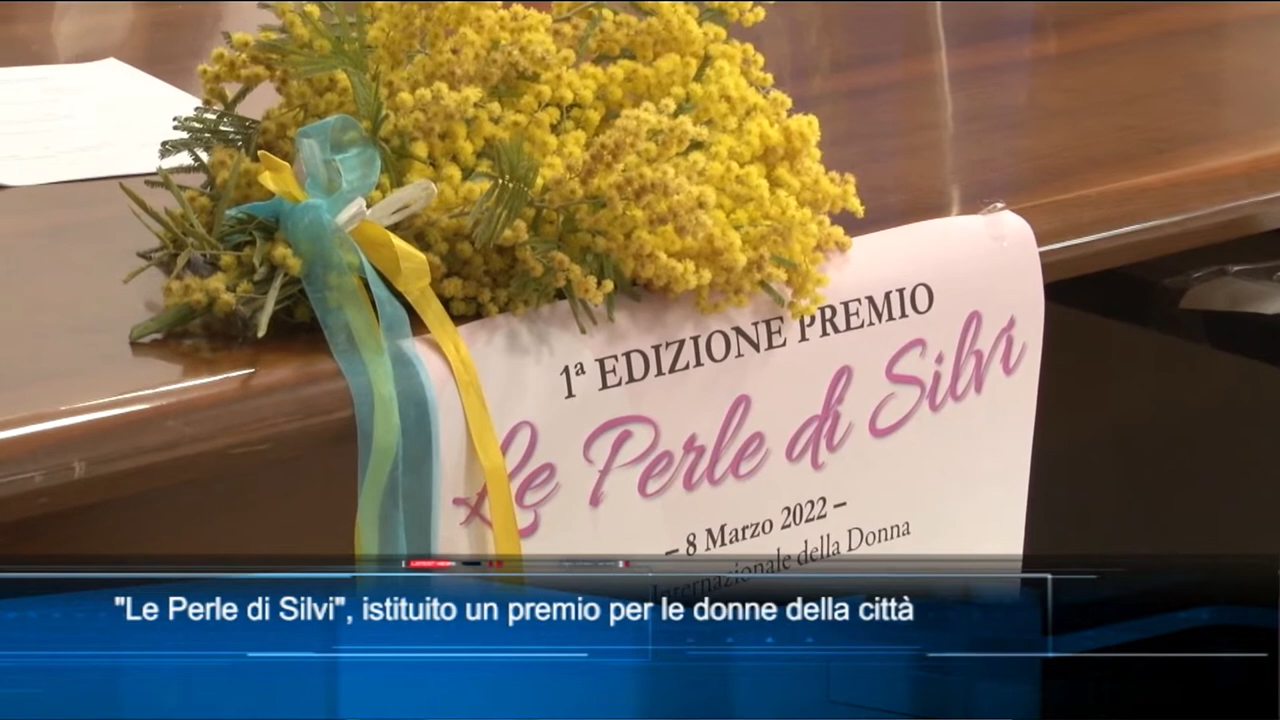 1ª EDIZIONE PREMIO
Le Perle di Silvi
– 8 Marzo 2022 –
Internazionale della Donna
"Le Perle di Silvi", istituito un premio per le donne della città